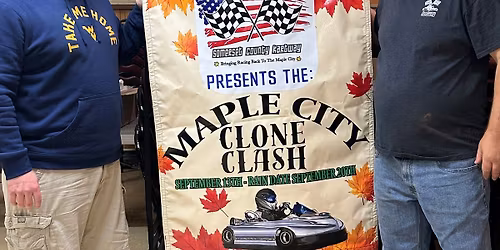 TAKE ME HOME
Somerset County Raceway
Bringing Racing Back To The Maple City
PRESENTS THE:
MAPLE CITY
CLONE
CLASH
SEPTEMBER 13TH - RAIN DATE SEPTEMBER 20TH